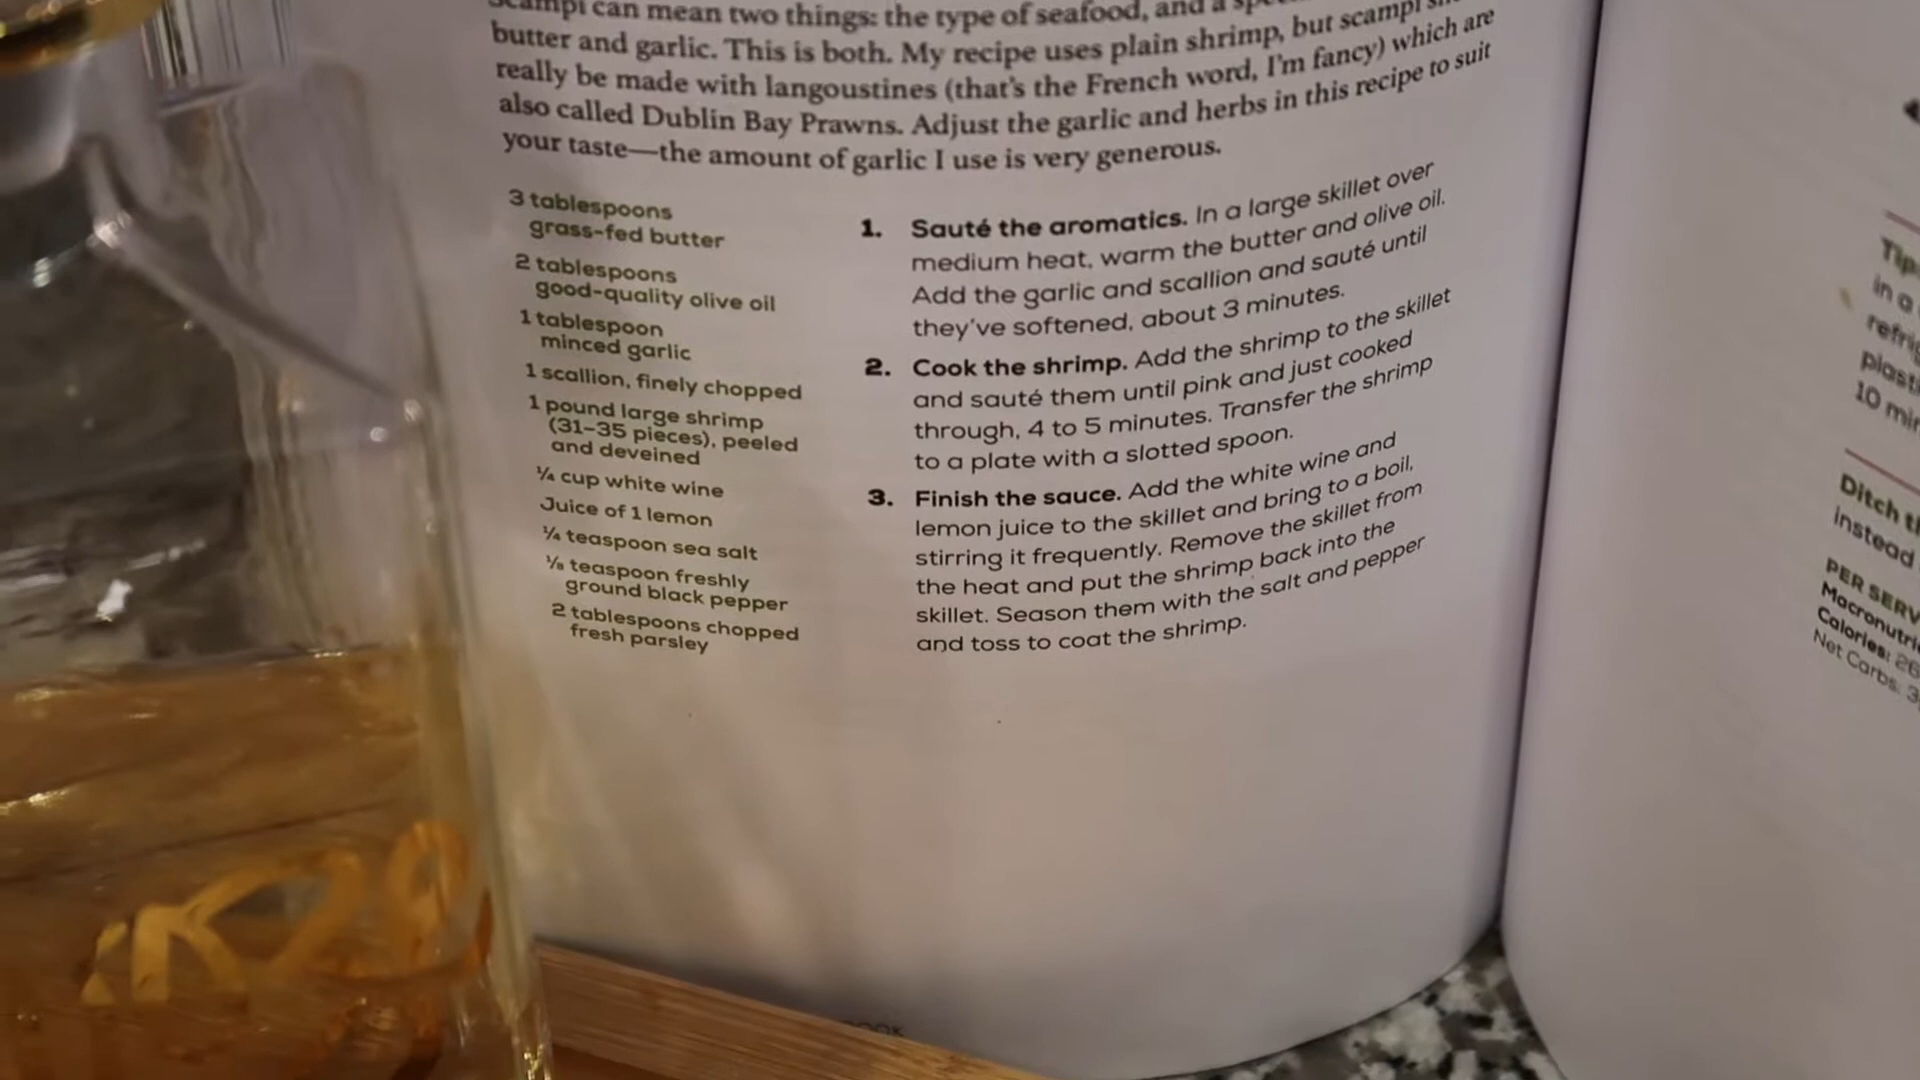 Scampi can mean two things: the type of seafood, and a
butter and garlic. This is both. My recipe uses plain shrimp, but scampi
really be made with langoustines (that's the French word, I'm fancy) which are
also called Dublin Bay Prawns. Adjust the garlic and herbs in this recipe to suit
your taste—the amount of garlic I use is very generous.
3 tablespoons
grass-fed butter
2 tablespoons
good-quality olive oil
1 tablespoon
minced garlic
1 scallion, finely chopped
1 pound large shrimp
(31–35 pieces), peeled
and deveined
¼ cup white wine
Juice of 1 lemon
¼ teaspoon sea salt
⅛ teaspoon freshly
ground black pepper
2 tablespoons chopped
fresh parsley
1. Sauté the aromatics. In a large skillet over
medium heat, warm the butter and olive oil.
Add the garlic and scallion and sauté until
they've softened, about 3 minutes.
2. Cook the shrimp. Add the shrimp to the skillet
and sauté them until pink and just cooked
through, 4 to 5 minutes. Transfer the shrimp
to a plate with a slotted spoon.
3. Finish the sauce. Add the white wine and
lemon juice to the skillet and bring to a boil,
stirring it frequently. Remove the skillet from
the heat and put the shrimp back into the
skillet. Season them with the salt and pepper
and toss to coat the shrimp.
Tip
in a
10
Ditch
instead
PER
Calories: 26
Net Carbs: 3